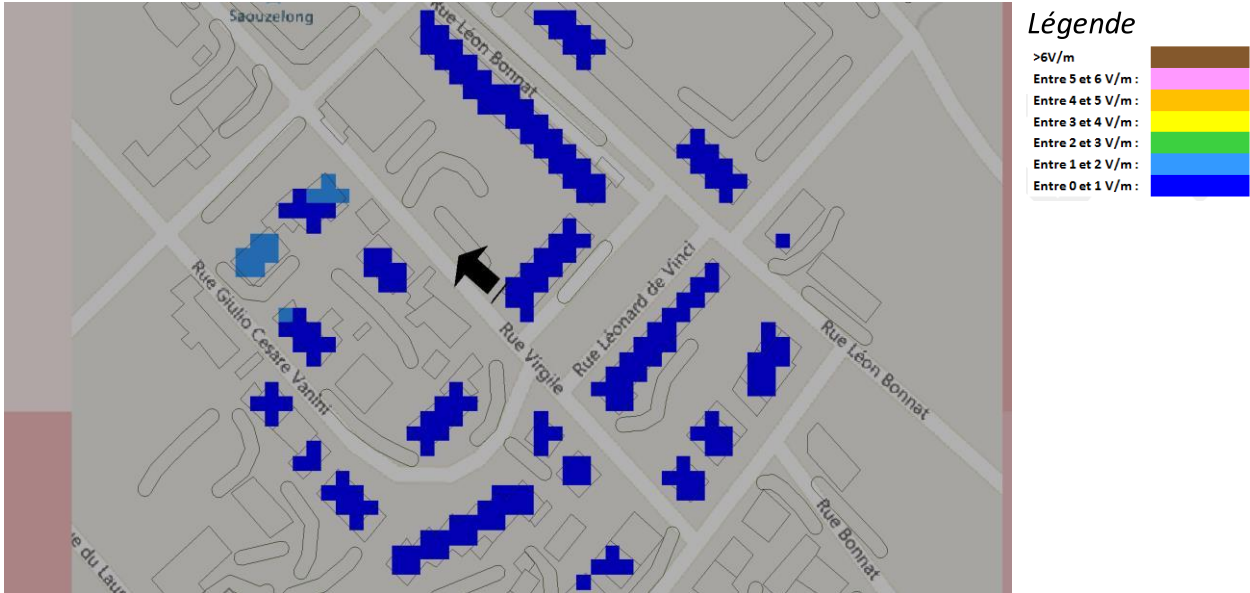 Saouzelong
Rue Léon Bonnat
Rue Giulio Cesare Vanini
Rue Virgile
Rue Léonard de Vinci
Rue Léon Bonnat
Rue Bonnat
ue du Lau
Légende
>6V/m
Entre 5 et 6 V/m :
Entre 4 et 5 V/m :
Entre 3 et 4 V/m :
Entre 2 et 3 V/m :
Entre 1 et 2 V/m :
Entre 0 et 1 V/m :